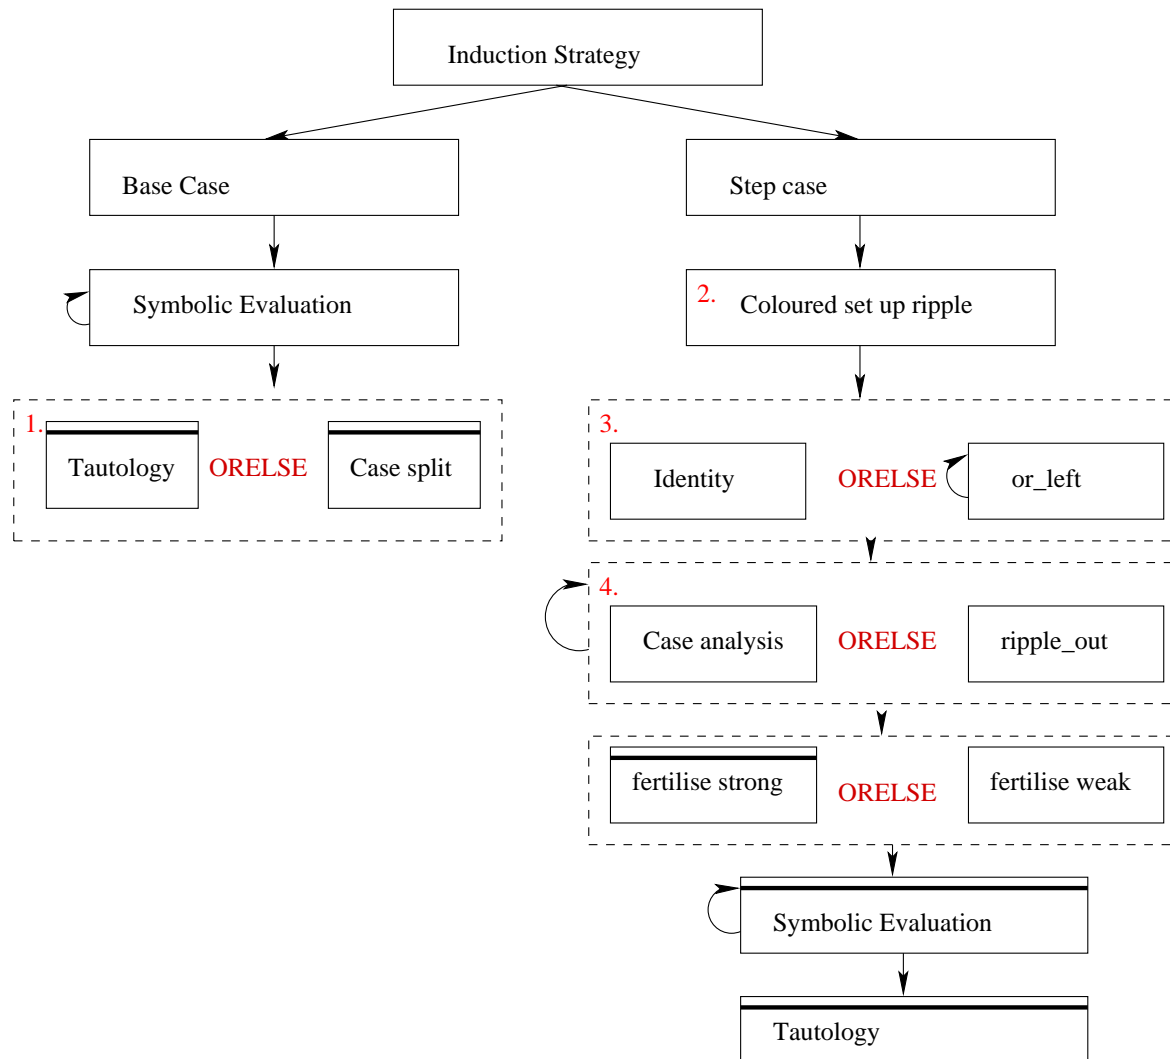 Induction Strategy
Base Case
Step case
Symbolic Evaluation
2. Coloured set up ripple
1.
Tautology ORELSE Case split
3.
Identity ORELSE or_left
4.
Case analysis ORELSE ripple_out
fertilise strong ORELSE fertilise weak
Symbolic Evaluation
Tautology